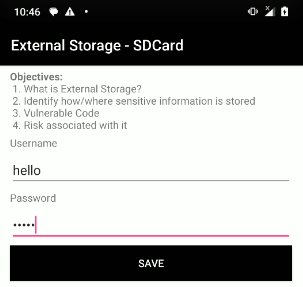 10:46
External Storage - SDCard
Objectives:
1. What is External Storage?
2. Identify how/where sensitive information is stored
3. Vulnerable Code
4. Risk associated with it
Username
hello
Password
•••••
SAVE